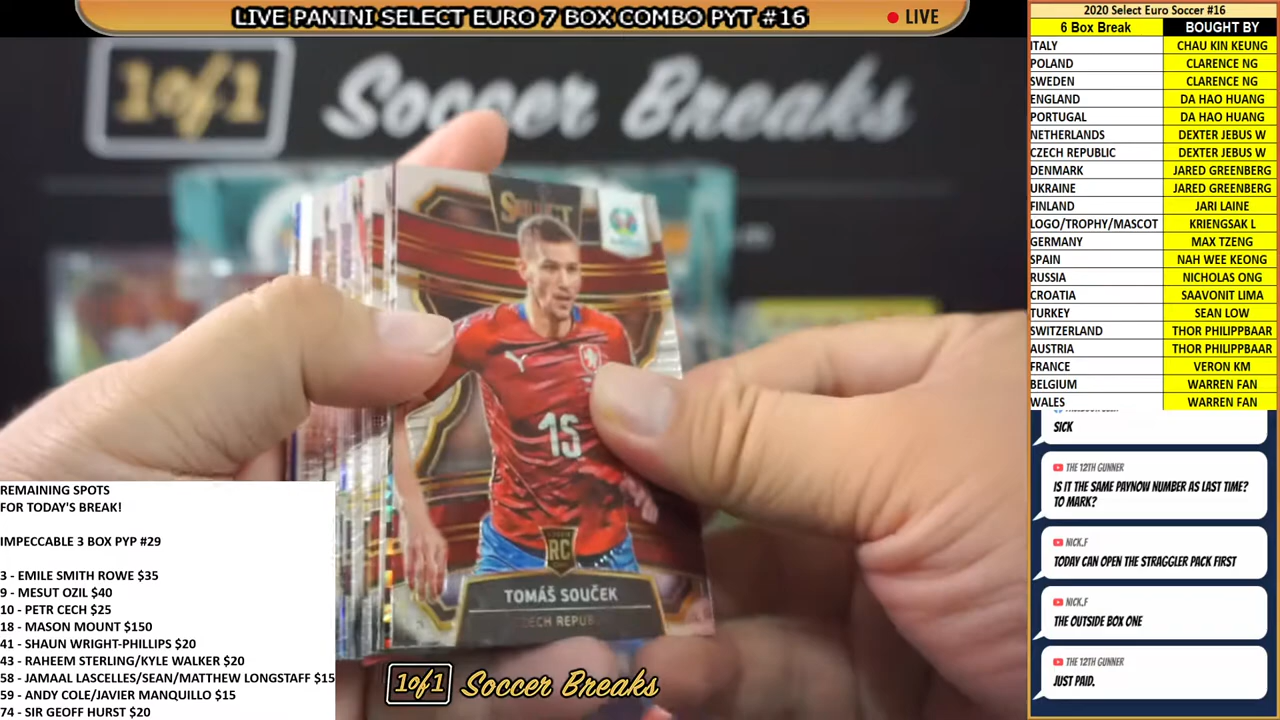 LIVE PANINI SELECT EURO 7 BOX COMBO PYT #16
LIVE
1of1 Soccer Breaks
SELECT
15
RC
TOMÁŠ SOUČEK
CZECH REPUB
1of1 Soccer Breaks
REMAINING SPOTS
FOR TODAY'S BREAK!
IMPECCABLE 3 BOX PYP #29
3 - EMILE SMITH ROWE $35
9 - MESUT OZIL $40
10 - PETR CECH $25
18 - MASON MOUNT $150
41 - SHAUN WRIGHT-PHILLIPS $20
43 - RAHEEM STERLING/KYLE WALKER $20
58 - JAMAAL LASCELLES/SEAN/MATTHEW LONGSTAFF $15
59 - ANDY COLE/JAVIER MANQUILLO $15
74 - SIR GEOFF HURST $20
2020 Select Euro Soccer #16
6 Box Break BOUGHT BY
ITALY CHAU KIN KEUNG
POLAND CLARENCE NG
SWEDEN CLARENCE NG
ENGLAND DA HAO HUANG
PORTUGAL DA HAO HUANG
NETHERLANDS DEXTER JEBUS W
CZECH REPUBLIC DEXTER JEBUS W
DENMARK JARED GREENBERG
UKRAINE JARED GREENBERG
FINLAND JARI LAINE
LOGO/TROPHY/MASCOT KRIENGSAK L
GERMANY MAX TZENG
SPAIN NAH WEE KEONG
RUSSIA NICHOLAS ONG
CROATIA SAAVONIT LIMA
TURKEY SEAN LOW
SWITZERLAND THOR PHILIPPBAAR
AUSTRIA THOR PHILIPPBAAR
FRANCE VERON KM
BELGIUM WARREN FAN
WALES WARREN FAN
SICK
THE 12TH GUNNER
IS IT THE SAME PAYNOW NUMBER AS LAST TIME?
TO MARK?
NICK.F
TODAY CAN OPEN THE STRAGGLER PACK FIRST
NICK.F
THE OUTSIDE BOX ONE
THE 12TH GUNNER
JUST PAID.